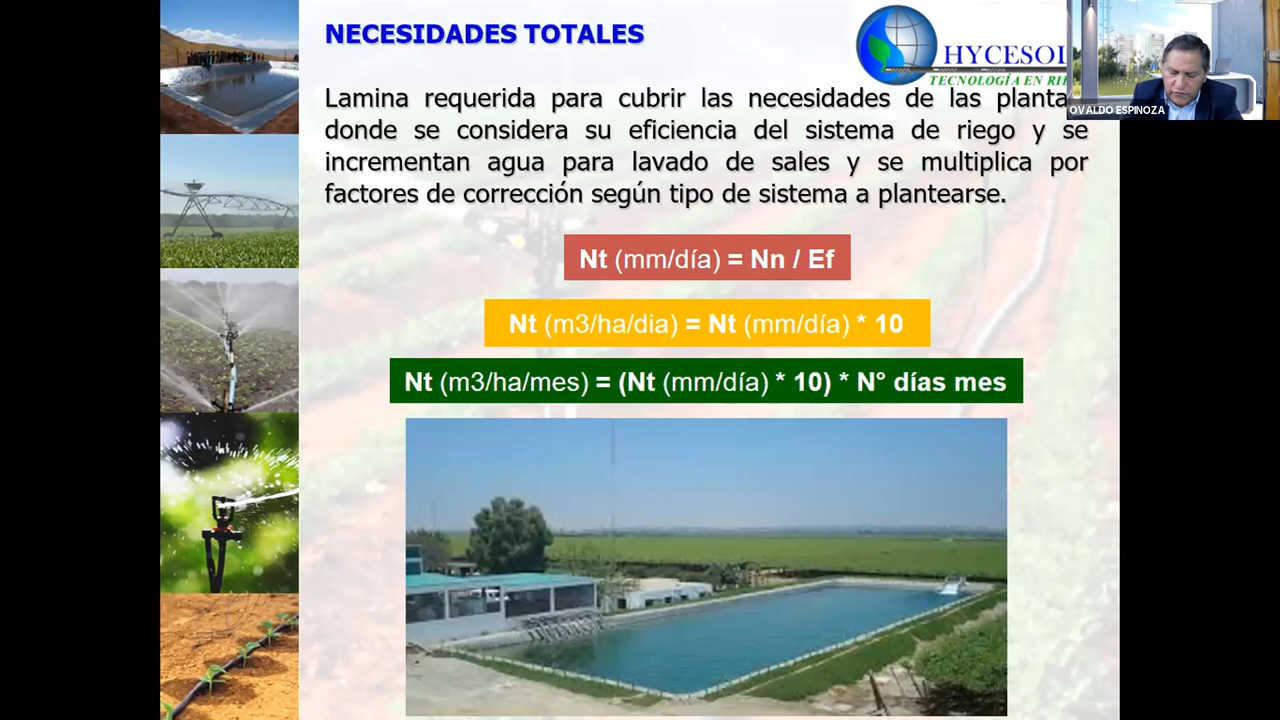 NECESIDADES TOTALES
HYCESOL
TECNOLOGÍA EN RIE
OVALDO ESPINOZA
Lamina requerida para cubrir las necesidades de las planta
donde se considera su eficiencia del sistema de riego y se
incrementan agua para lavado de sales y se multiplica por
factores de corrección según tipo de sistema a plantearse.
Nt (mm/día) = Nn / Ef
Nt (m3/ha/dia) = Nt (mm/día) * 10
Nt (m3/ha/mes) = (Nt (mm/día) * 10) * N° días mes